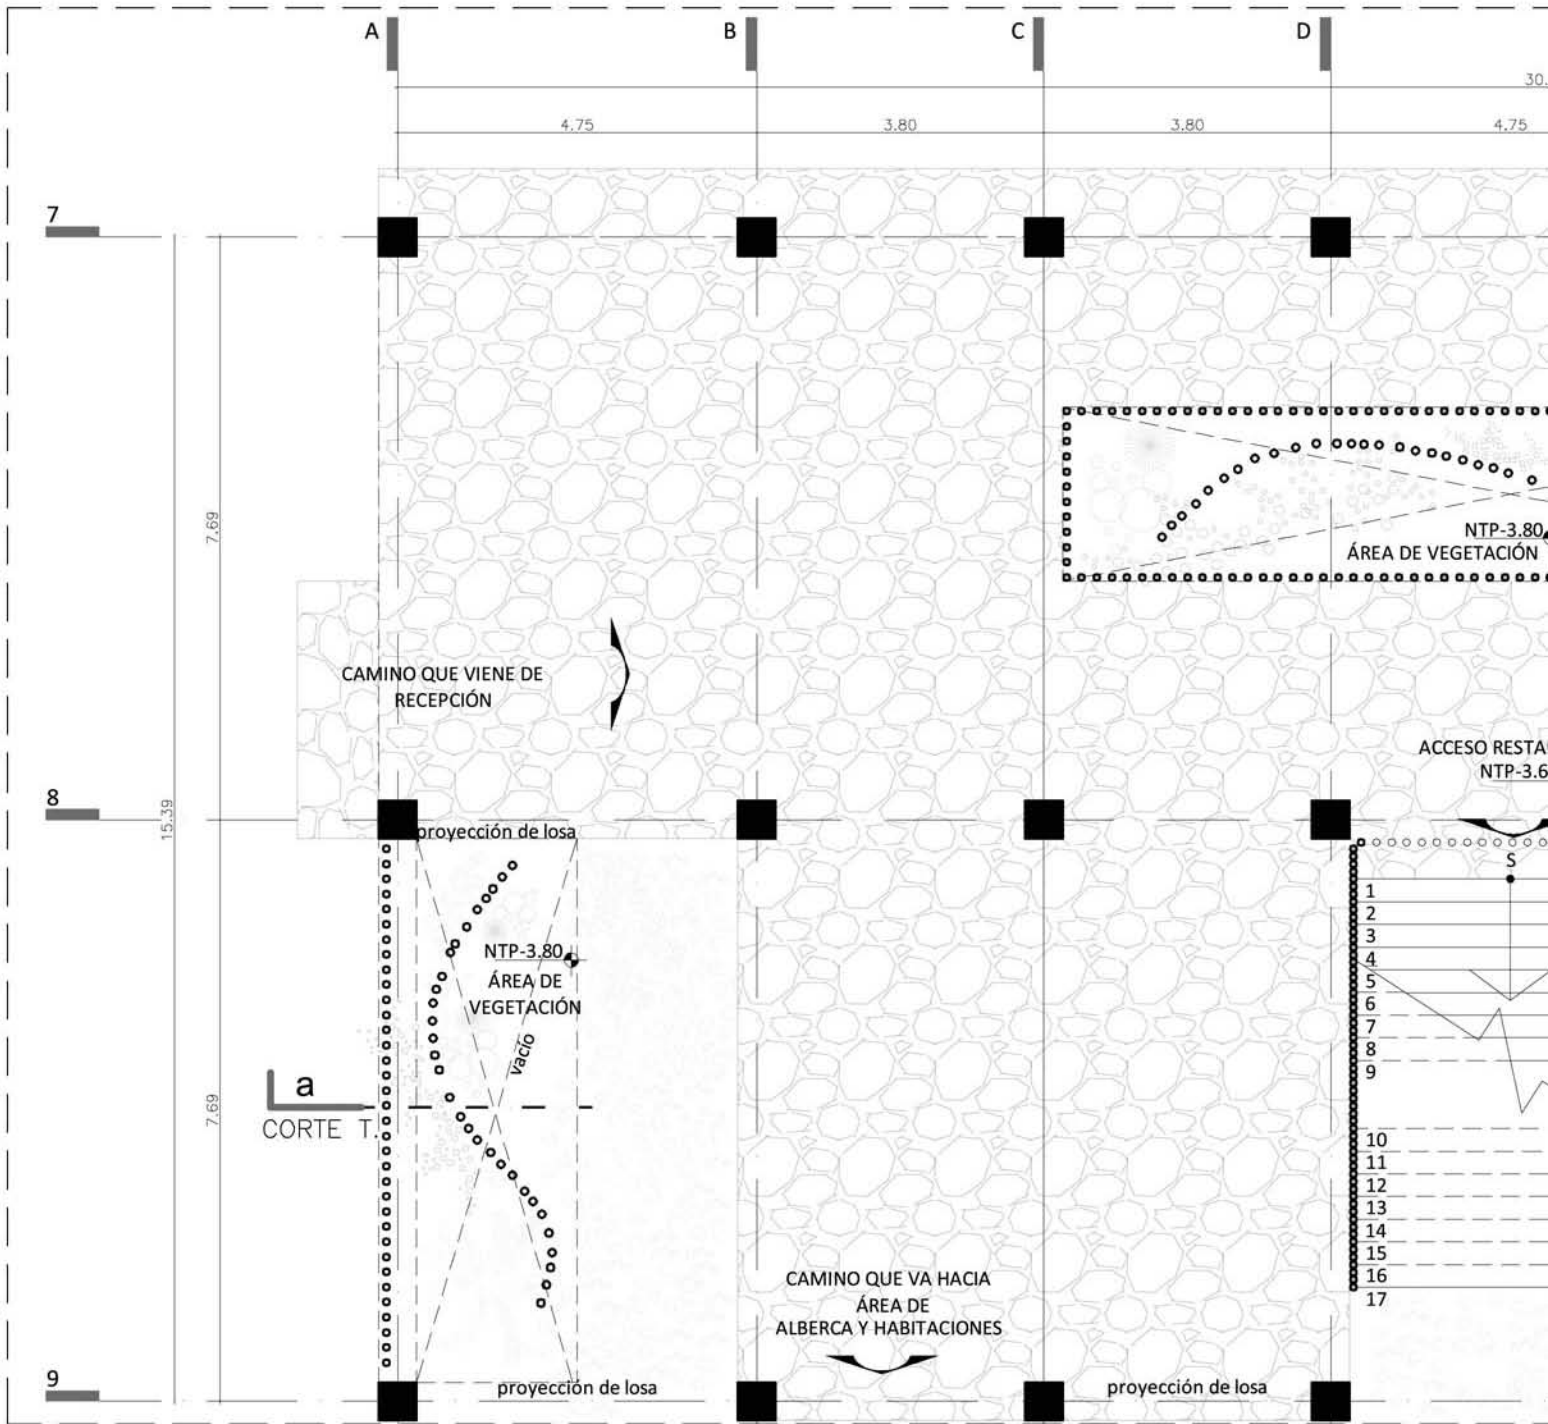 A
B
C
D
30.
4.75
3.80
3.80
4.75
7
7.69
NTP-3.80
ÁREA DE VEGETACIÓN
CAMINO QUE VIENE DE
RECEPCIÓN
ACCESO RESTA
NTP-3.6
8
15.39
proyección de losa
S
1
2
3
4
5
6
7
8
9
10
11
12
13
14
15
16
17
NTP-3.80
ÁREA DE
VEGETACIÓN
vacío
a
CORTE T.
7.69
CAMINO QUE VA HACIA
ÁREA DE
ALBERCA Y HABITACIONES
9
proyección de losa
proyección de losa